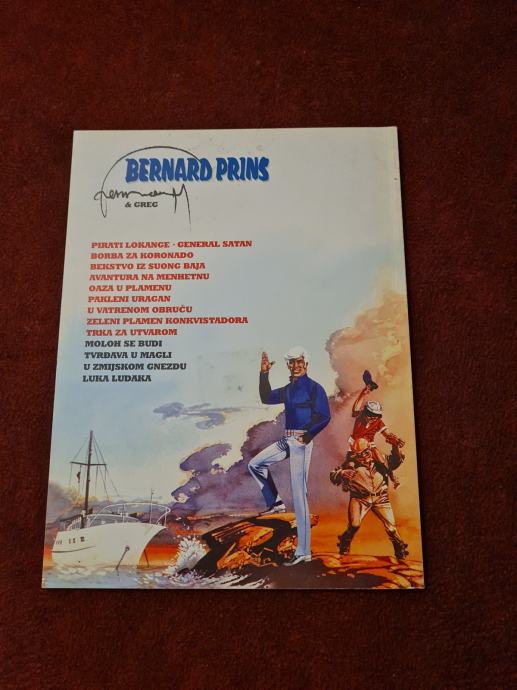 BERNARD PRINS
Hermann
& GREG
PIRATI LOKANGE - GENERAL SATAN
BORBA ZA KORONADO
BEKSTVO IZ SUONG BAJA
AVANTURA NA MENHETNU
OAZA U PLAMENU
PAKLENI URAGAN
U VATRENOM OBRUČU
ZELENI PLAMEN KONKVISTADORA
TRKA ZA UTVAROM
MOLOH SE BUDI
TVRĐAVA U MAGLI
U ZMIJSKOM GNEZDU
LUKA LUDAKA